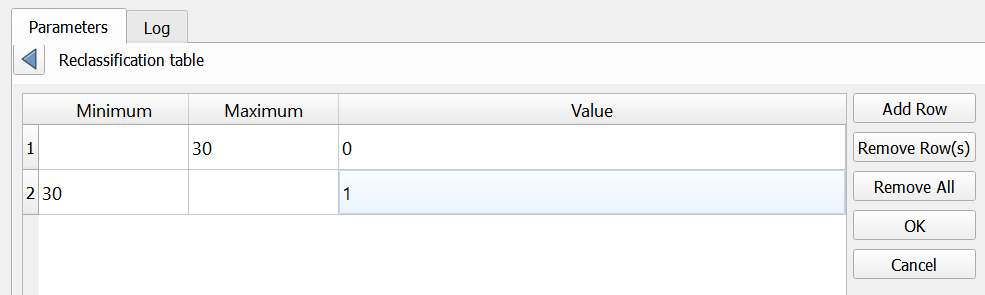 Parameters Log
Reclassification table
Minimum Maximum Value
1 30 0
2 30 1
Add Row
Remove Row(s)
Remove All
OK
Cancel